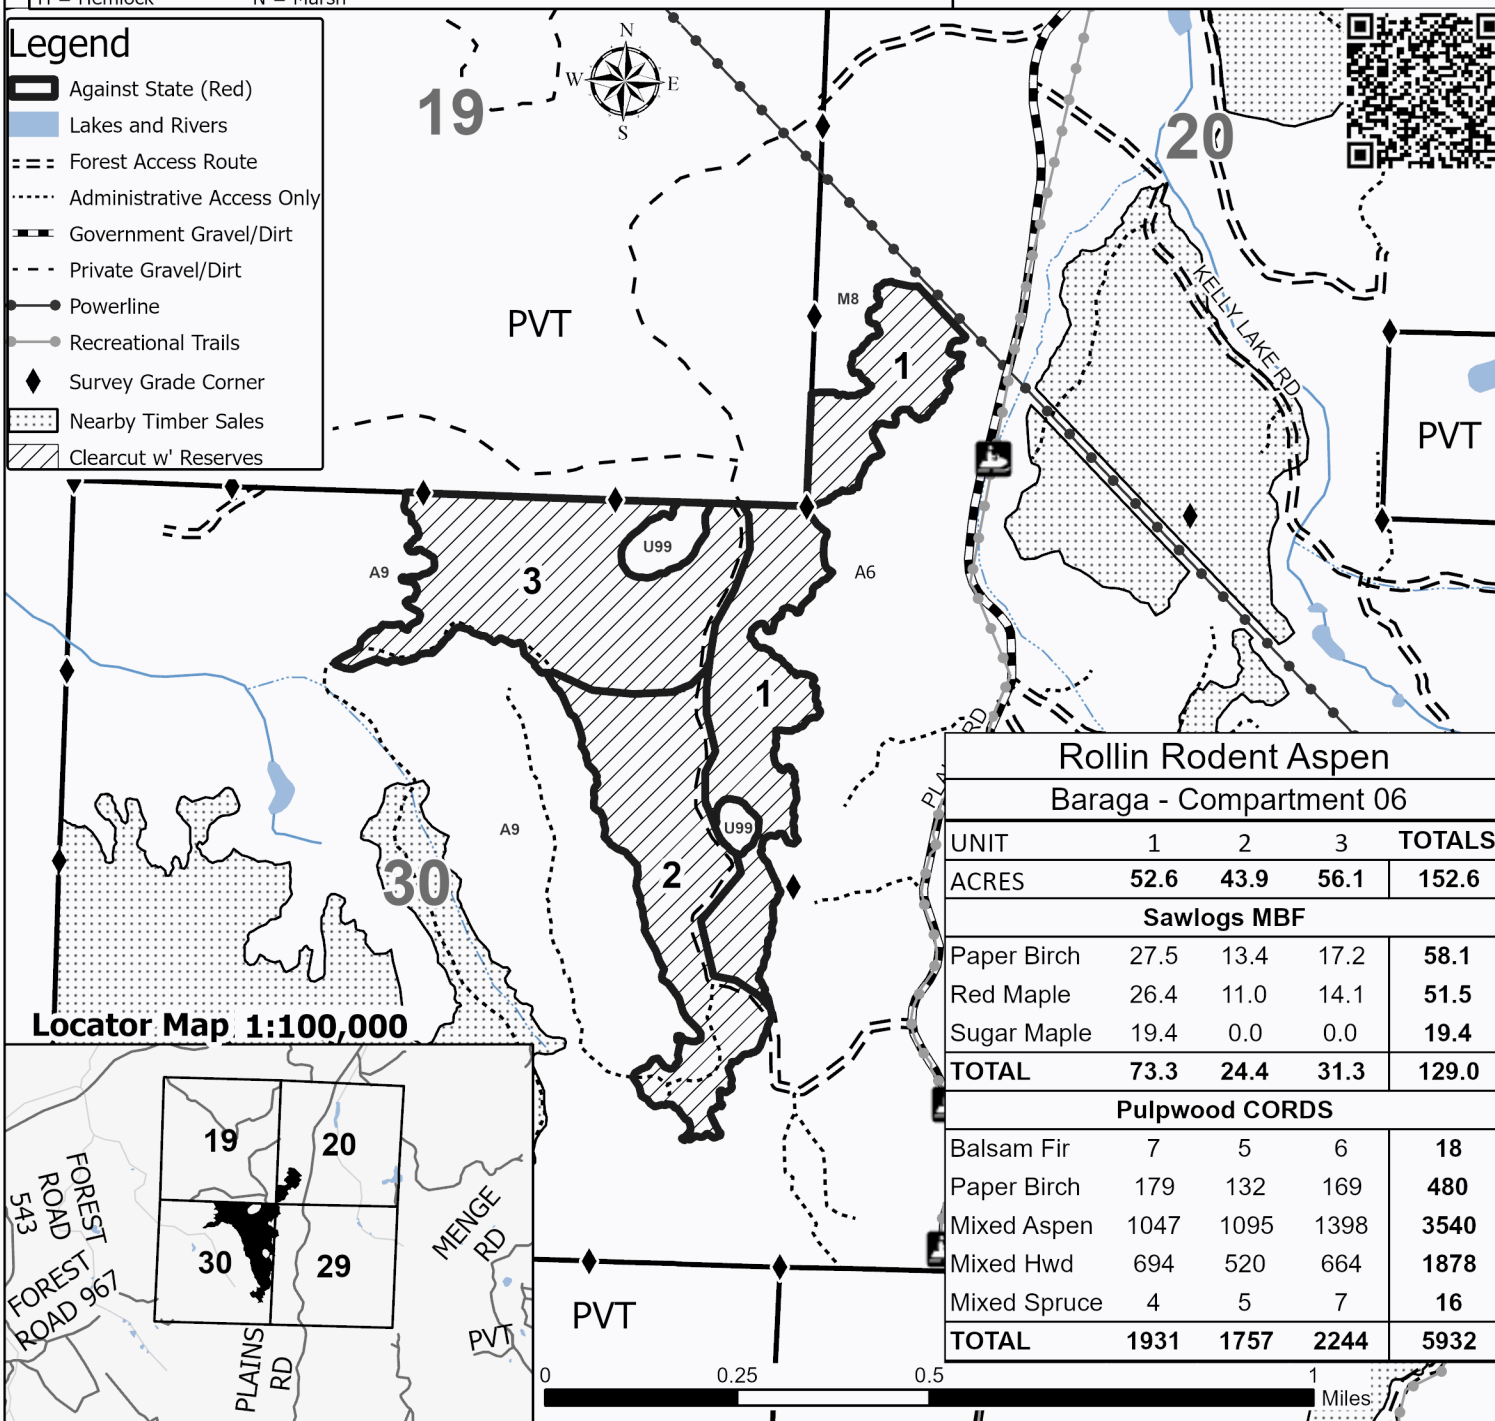 H = Hemlock N = Marsh
Legend
Against State (Red)
Lakes and Rivers
Forest Access Route
Administrative Access Only
Government Gravel/Dirt
Private Gravel/Dirt
Powerline
Recreational Trails
Survey Grade Corner
Nearby Timber Sales
Clearcut w' Reserves
19
N
W E
S
20
M8
PVT
1
KELLY LAKE RD
PVT
U99
A9
3
A6
1
RD
A9
U99
2
30
Rollin Rodent Aspen
Baraga - Compartment 06
UNIT 1 2 3 TOTALS
ACRES 52.6 43.9 56.1 152.6
Sawlogs MBF
Paper Birch 27.5 13.4 17.2 58.1
Red Maple 26.4 11.0 14.1 51.5
Sugar Maple 19.4 0.0 0.0 19.4
TOTAL 73.3 24.4 31.3 129.0
Pulpwood CORDS
Balsam Fir 7 5 6 18
Paper Birch 179 132 169 480
Mixed Aspen 1047 1095 1398 3540
Mixed Hwd 694 520 664 1878
Mixed Spruce 4 5 7 16
TOTAL 1931 1757 2244 5932
Locator Map 1:100,000
19
20
30
29
FOREST
ROAD
543
FOREST
ROAD 967
MENGE
RD
PLAINS
RD
PVT
PVT
0 0.25 0.5 1
Miles